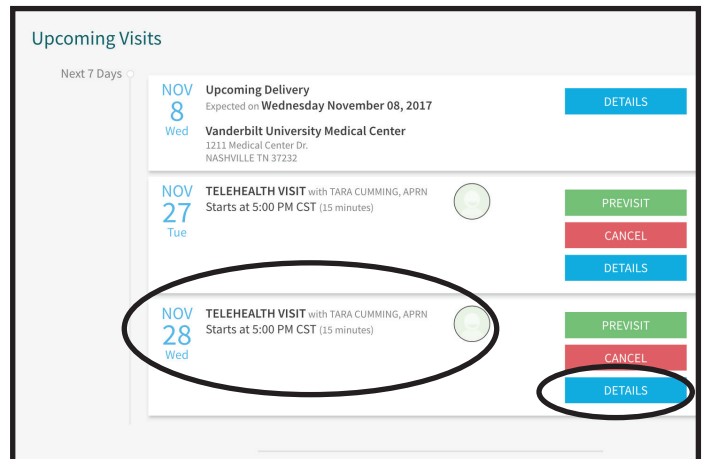 Upcoming Visits
Next 7 Days
NOV
8
Wed
Upcoming Delivery
Expected on Wednesday November 08, 2017
Vanderbilt University Medical Center
1211 Medical Center Dr.
NASHVILLE TN 37232
DETAILS
NOV
27
Tue
TELEHEALTH VISIT with TARA CUMMING, APRN
Starts at 5:00 PM CST (15 minutes)
PREVISIT
CANCEL
DETAILS
NOV
28
Wed
TELEHEALTH VISIT with TARA CUMMING, APRN
Starts at 5:00 PM CST (15 minutes)
PREVISIT
CANCEL
DETAILS